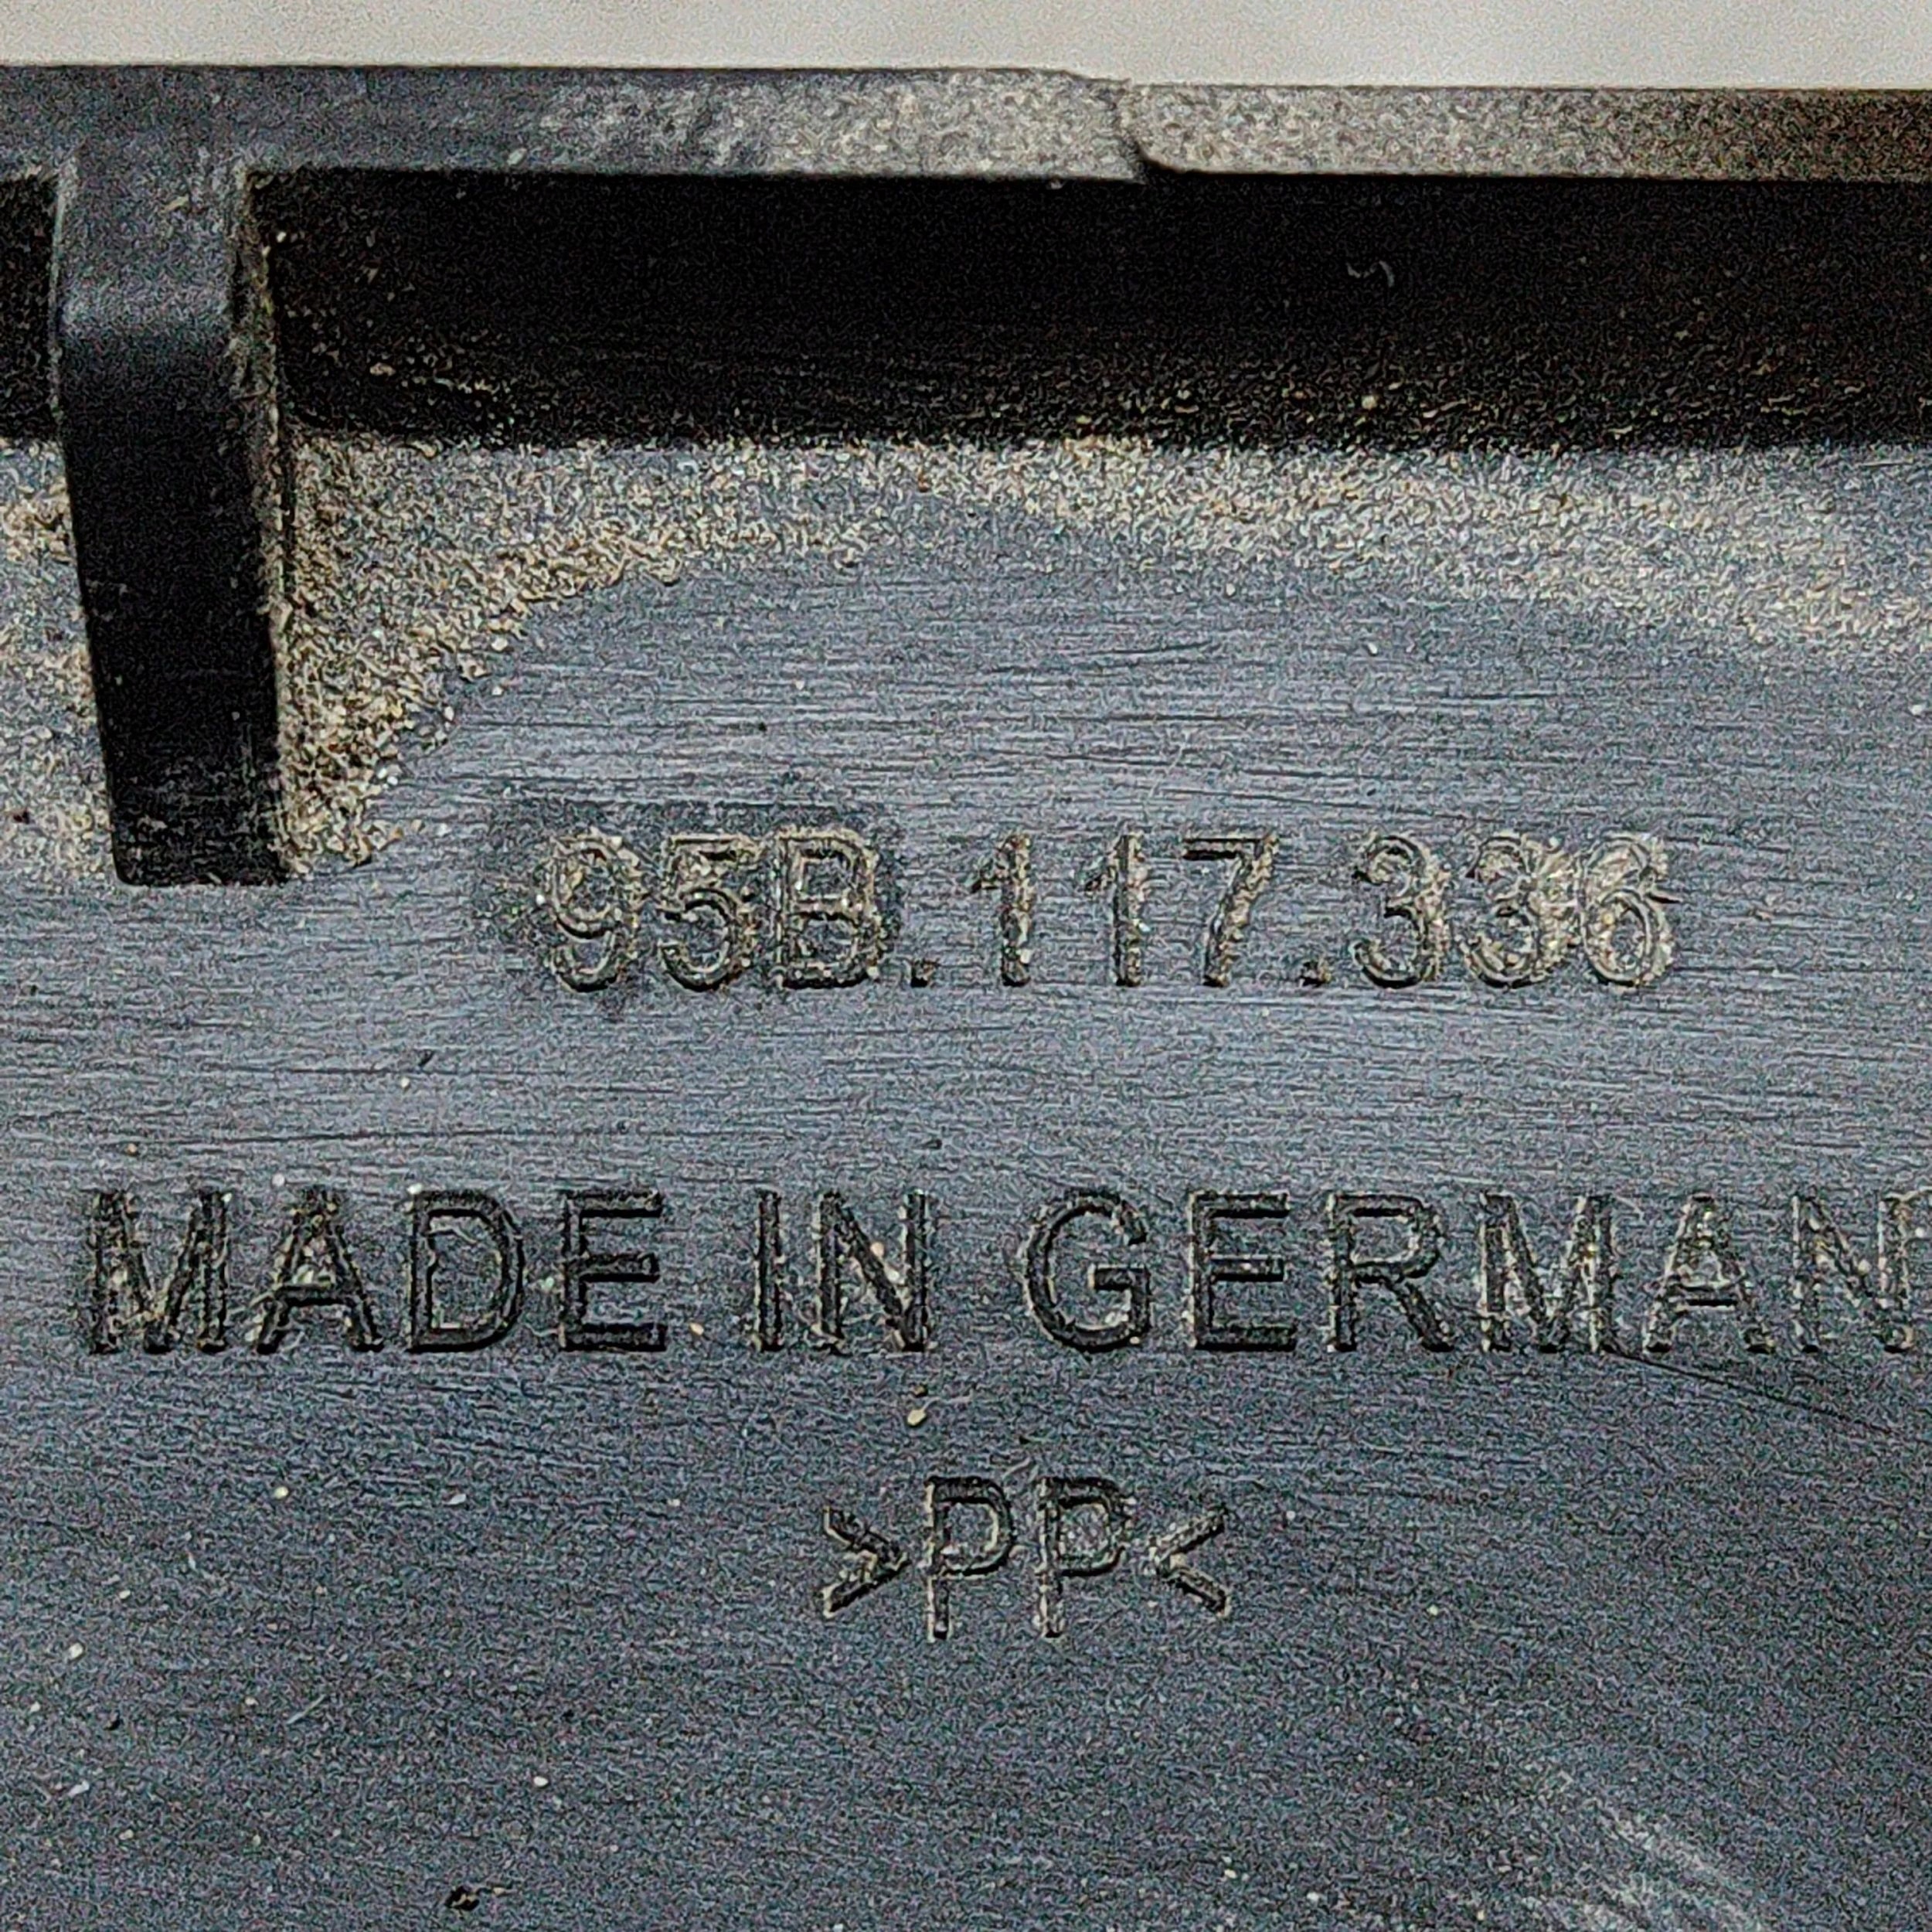 95B.117.336
MADE IN GERMAN
>PP<